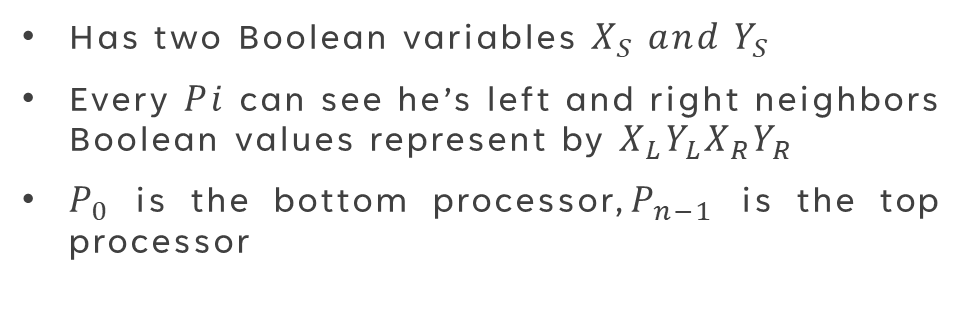 • Has two Boolean variables X_S and Y_S
• Every Pi can see he's left and right neighbors
Boolean values represent by X_L Y_L X_R Y_R
• P_0 is the bottom processor, P_{n−1} is the top
processor